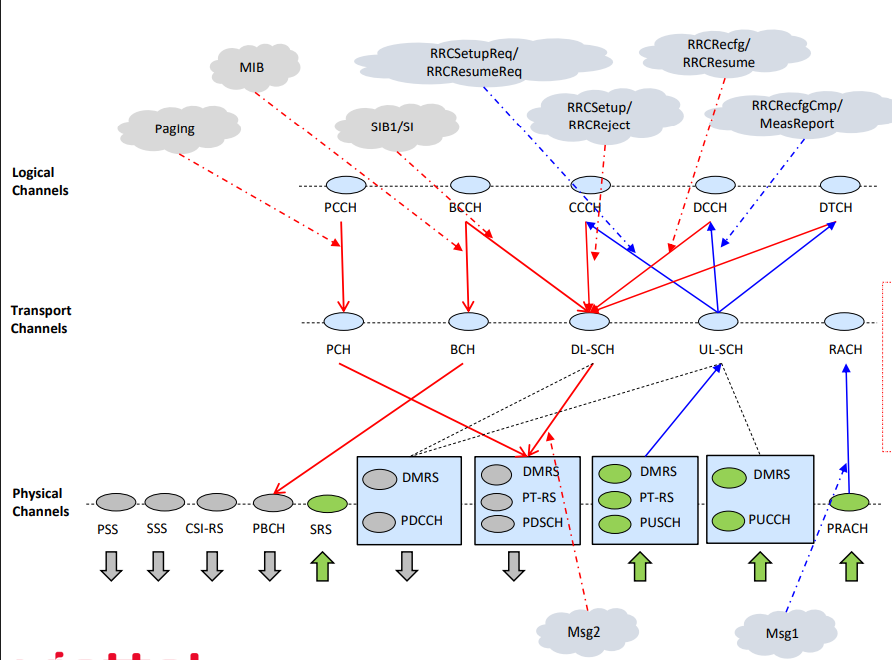 RRCSetupReq/
RRCResumeReq
RRCRecfg/
RRCResume
MIB
RRCSetup/
RRCReject
RRCRecfgCmp/
MeasReport
Paging
SIB1/SI
Logical
Channels
PCCH
BCCH
CCCH
DCCH
DTCH
Transport
Channels
PCH
BCH
DL-SCH
UL-SCH
RACH
Physical
Channels
PSS
SSS
CSI-RS
PBCH
SRS
DMRS
PDCCH
DMRS
PT-RS
PDSCH
DMRS
PT-RS
PUSCH
DMRS
PUCCH
PRACH
Msg2
Msg1